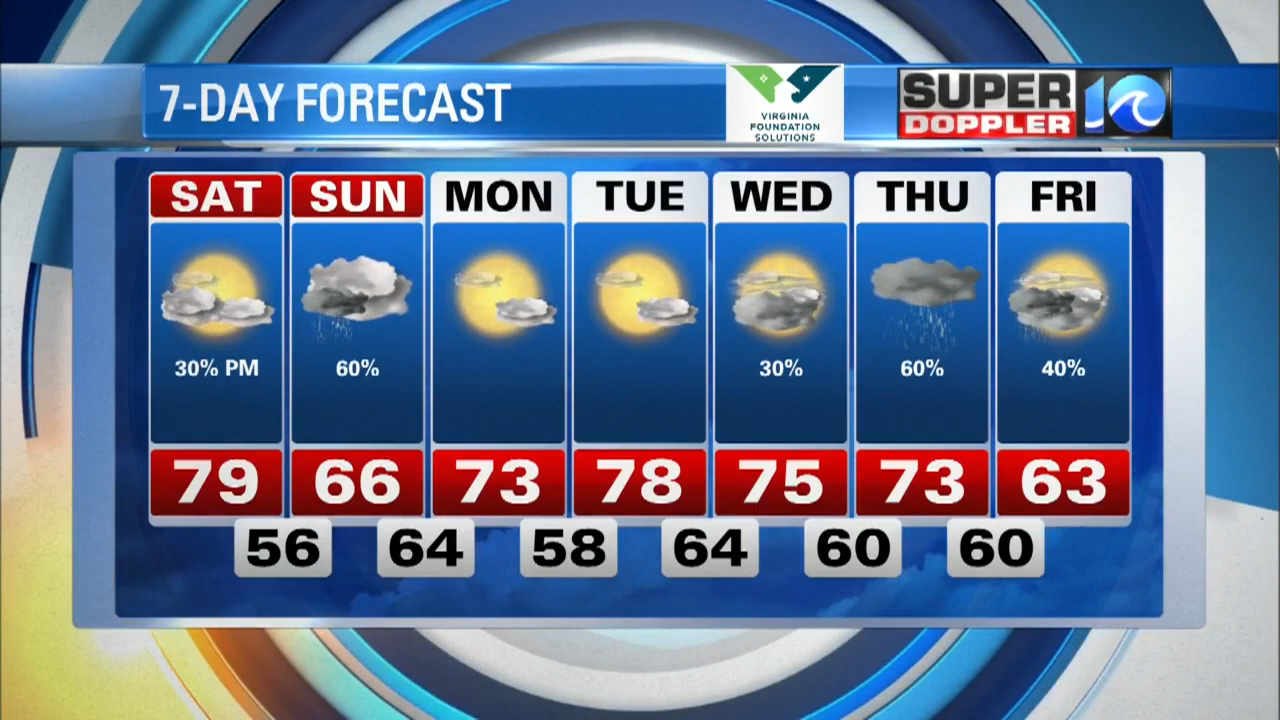 7-DAY FORECAST
VIRGINIA
FOUNDATION
SOLUTIONS
SUPER
DOPPLER
10
SAT SUN MON TUE WED THU FRI
30% PM 60% 30% 60% 40%
79 66 73 78 75 73 63
56 64 58 64 60 60